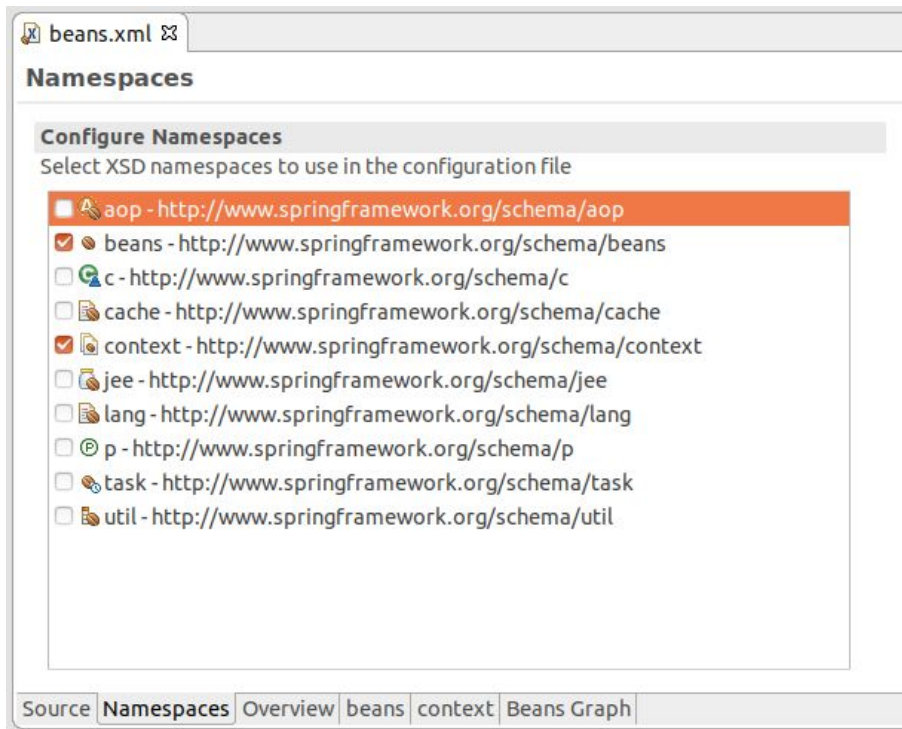 beans.xml
Namespaces
Configure Namespaces
Select XSD namespaces to use in the configuration file
aop - http://www.springframework.org/schema/aop
beans - http://www.springframework.org/schema/beans
c - http://www.springframework.org/schema/c
cache - http://www.springframework.org/schema/cache
context - http://www.springframework.org/schema/context
jee - http://www.springframework.org/schema/jee
lang - http://www.springframework.org/schema/lang
p - http://www.springframework.org/schema/p
task - http://www.springframework.org/schema/task
util - http://www.springframework.org/schema/util
Source Namespaces Overview beans context Beans Graph